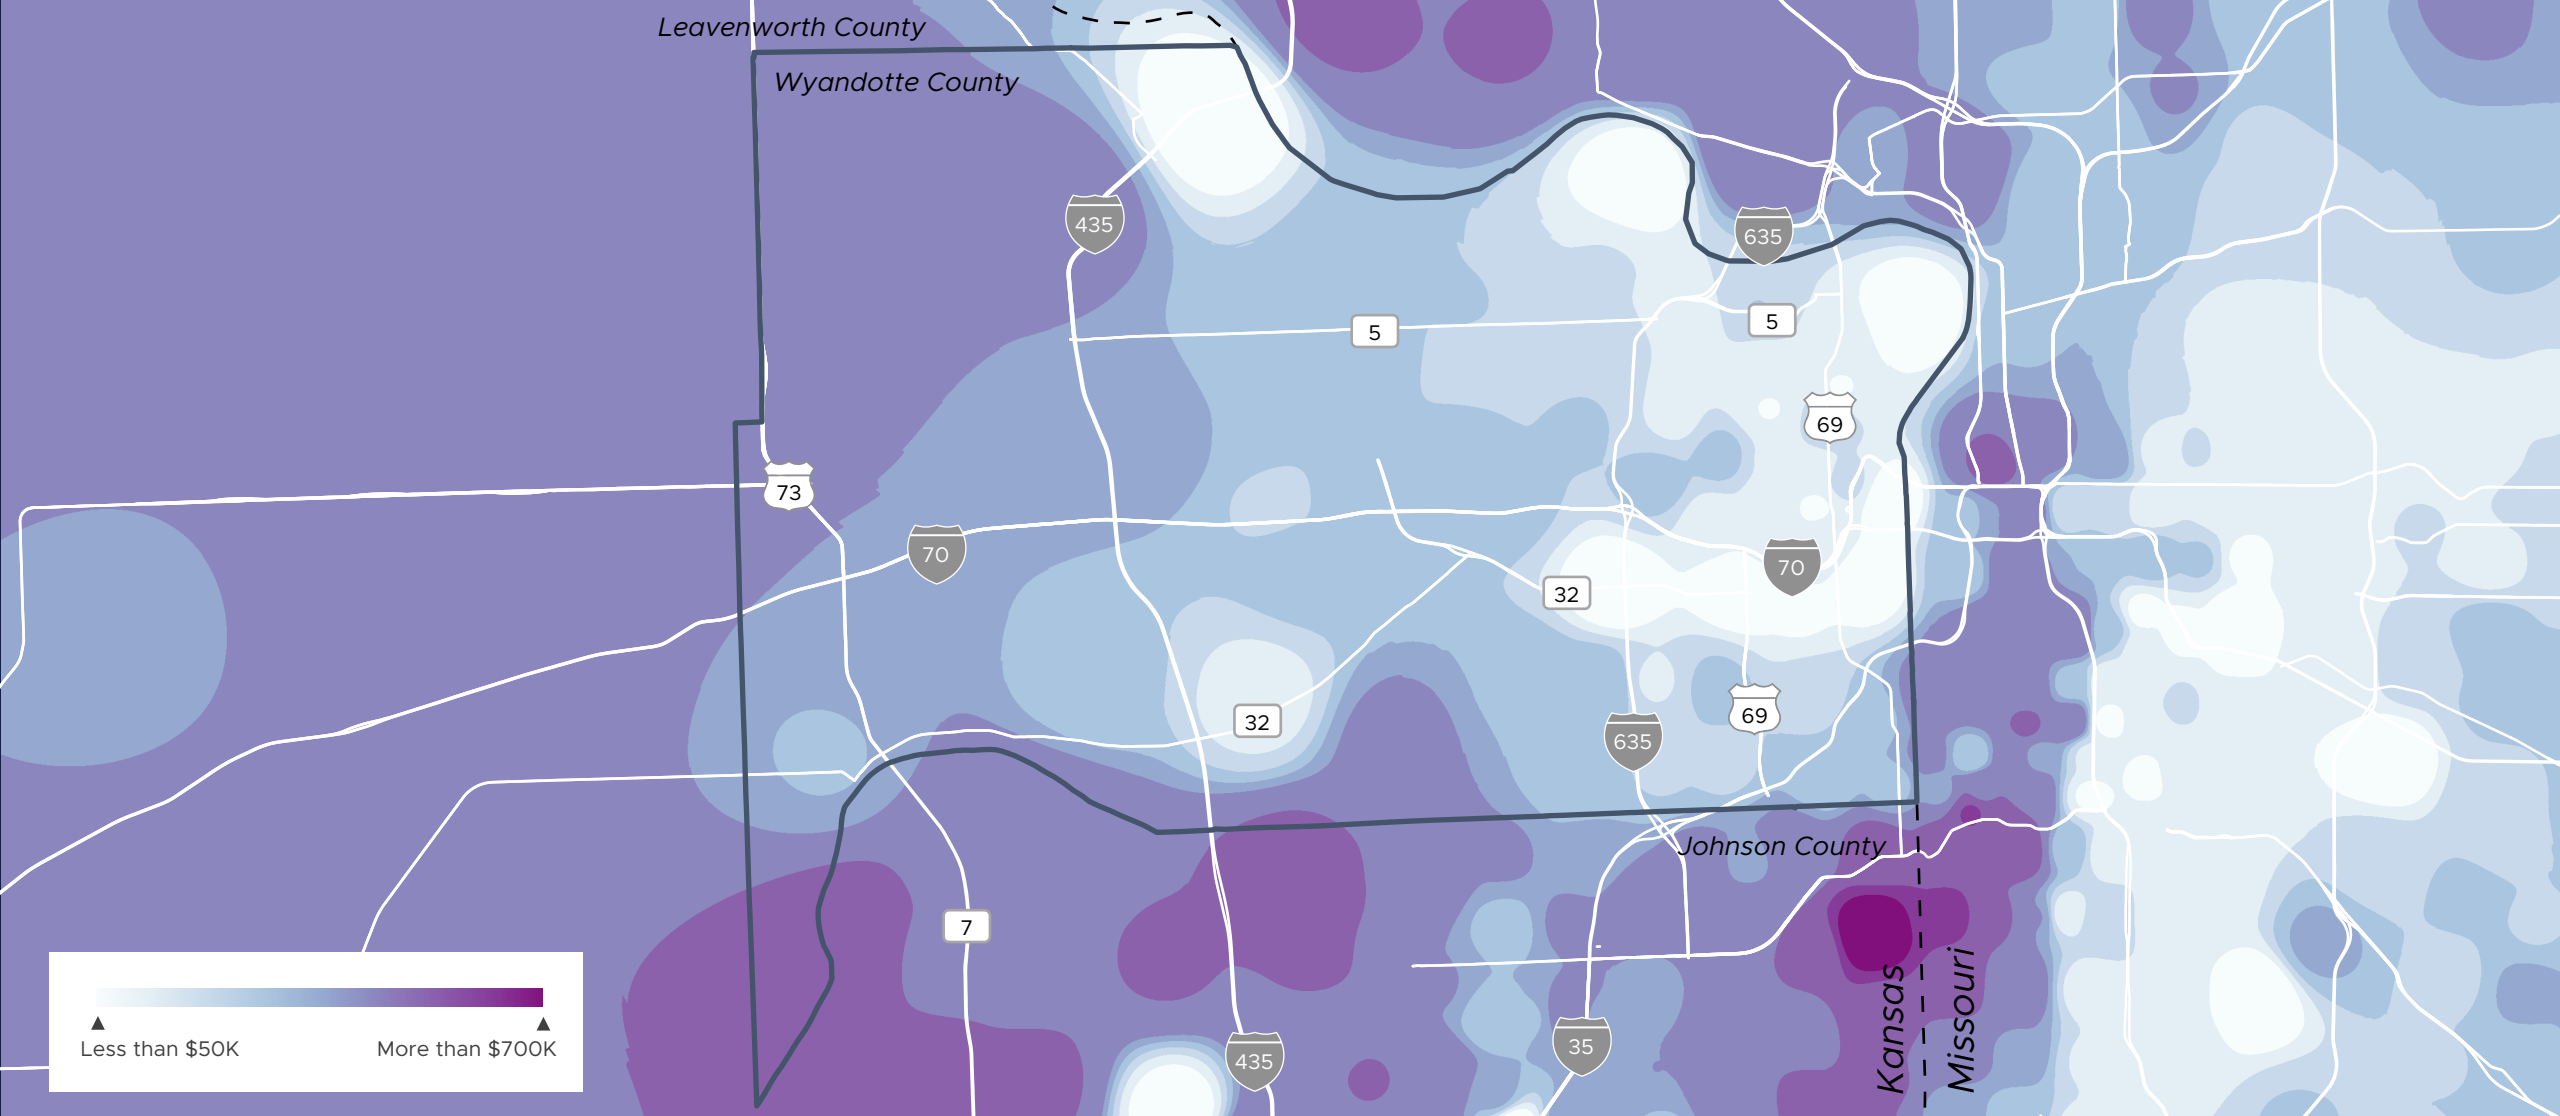 Leavenworth County
Wyandotte County
435
635
5
5
69
73
70
70
32
32
69
635
Johnson County
7
Kansas
Missouri
435
35
Less than $50K
More than $700K